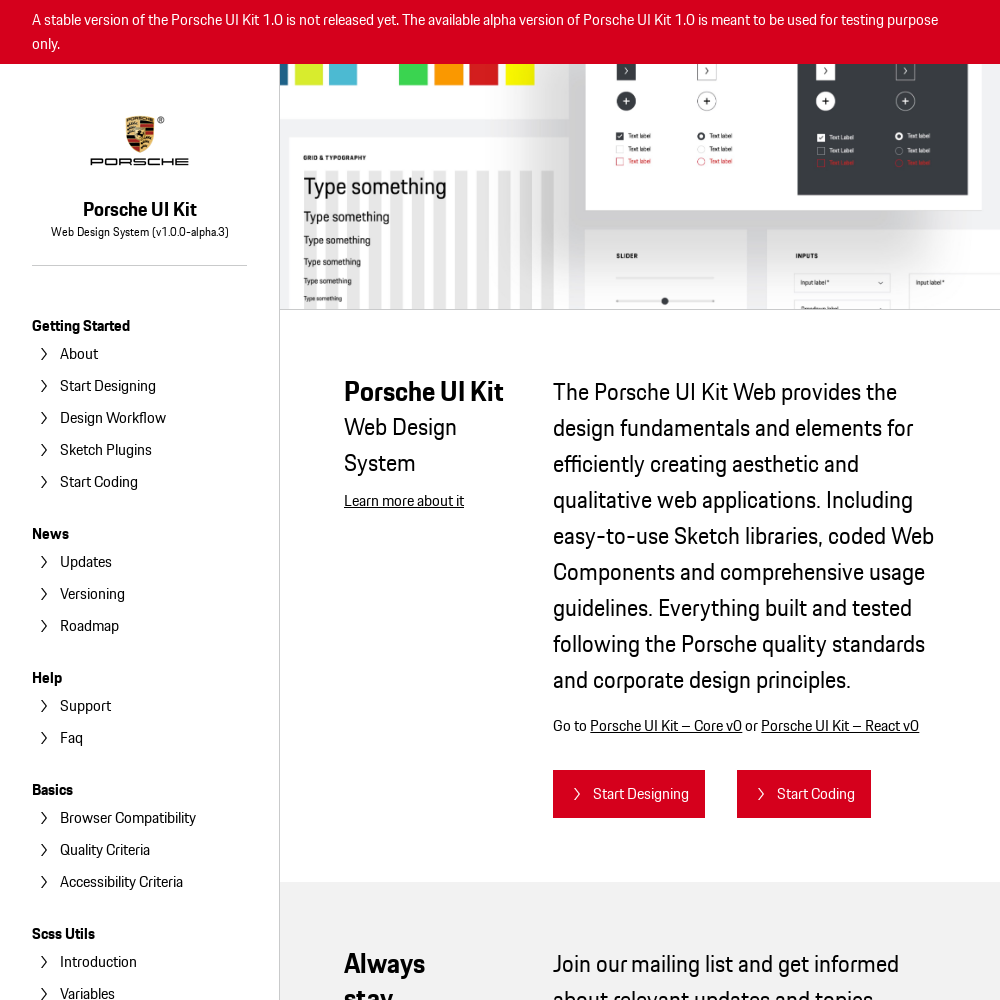 A stable version of the Porsche UI Kit 1.0 is not released yet. The available alpha version of Porsche UI Kit 1.0 is meant to be used for testing purpose
only.
PORSCHE
Porsche UI Kit
Web Design System (v1.0.0-alpha.3)
Getting Started
About
Start Designing
Design Workflow
Sketch Plugins
Start Coding
News
Updates
Versioning
Roadmap
Help
Support
Faq
Basics
Browser Compatibility
Quality Criteria
Accessibility Criteria
Scss Utils
Introduction
Variables
GRID & TYPOGRAPHY
Type something
Type something
Type something
Type something
Type something
Type something
Text label
Text label
Text label
Text label
Text label
Text label
Text Label
Text Label
Text Label
Text label
Text label
Text label
SLIDER
INPUTS
Input label*
Input label*
Porsche UI Kit
Web Design
System
Learn more about it
The Porsche UI Kit Web provides the
design fundamentals and elements for
efficiently creating aesthetic and
qualitative web applications. Including
easy-to-use Sketch libraries, coded Web
Components and comprehensive usage
guidelines. Everything built and tested
following the Porsche quality standards
and corporate design principles.
Go to Porsche UI Kit – Core v0 or Porsche UI Kit – React v0
Start Designing
Start Coding
Always
stay
Join our mailing list and get informed
about relevant updates and topics